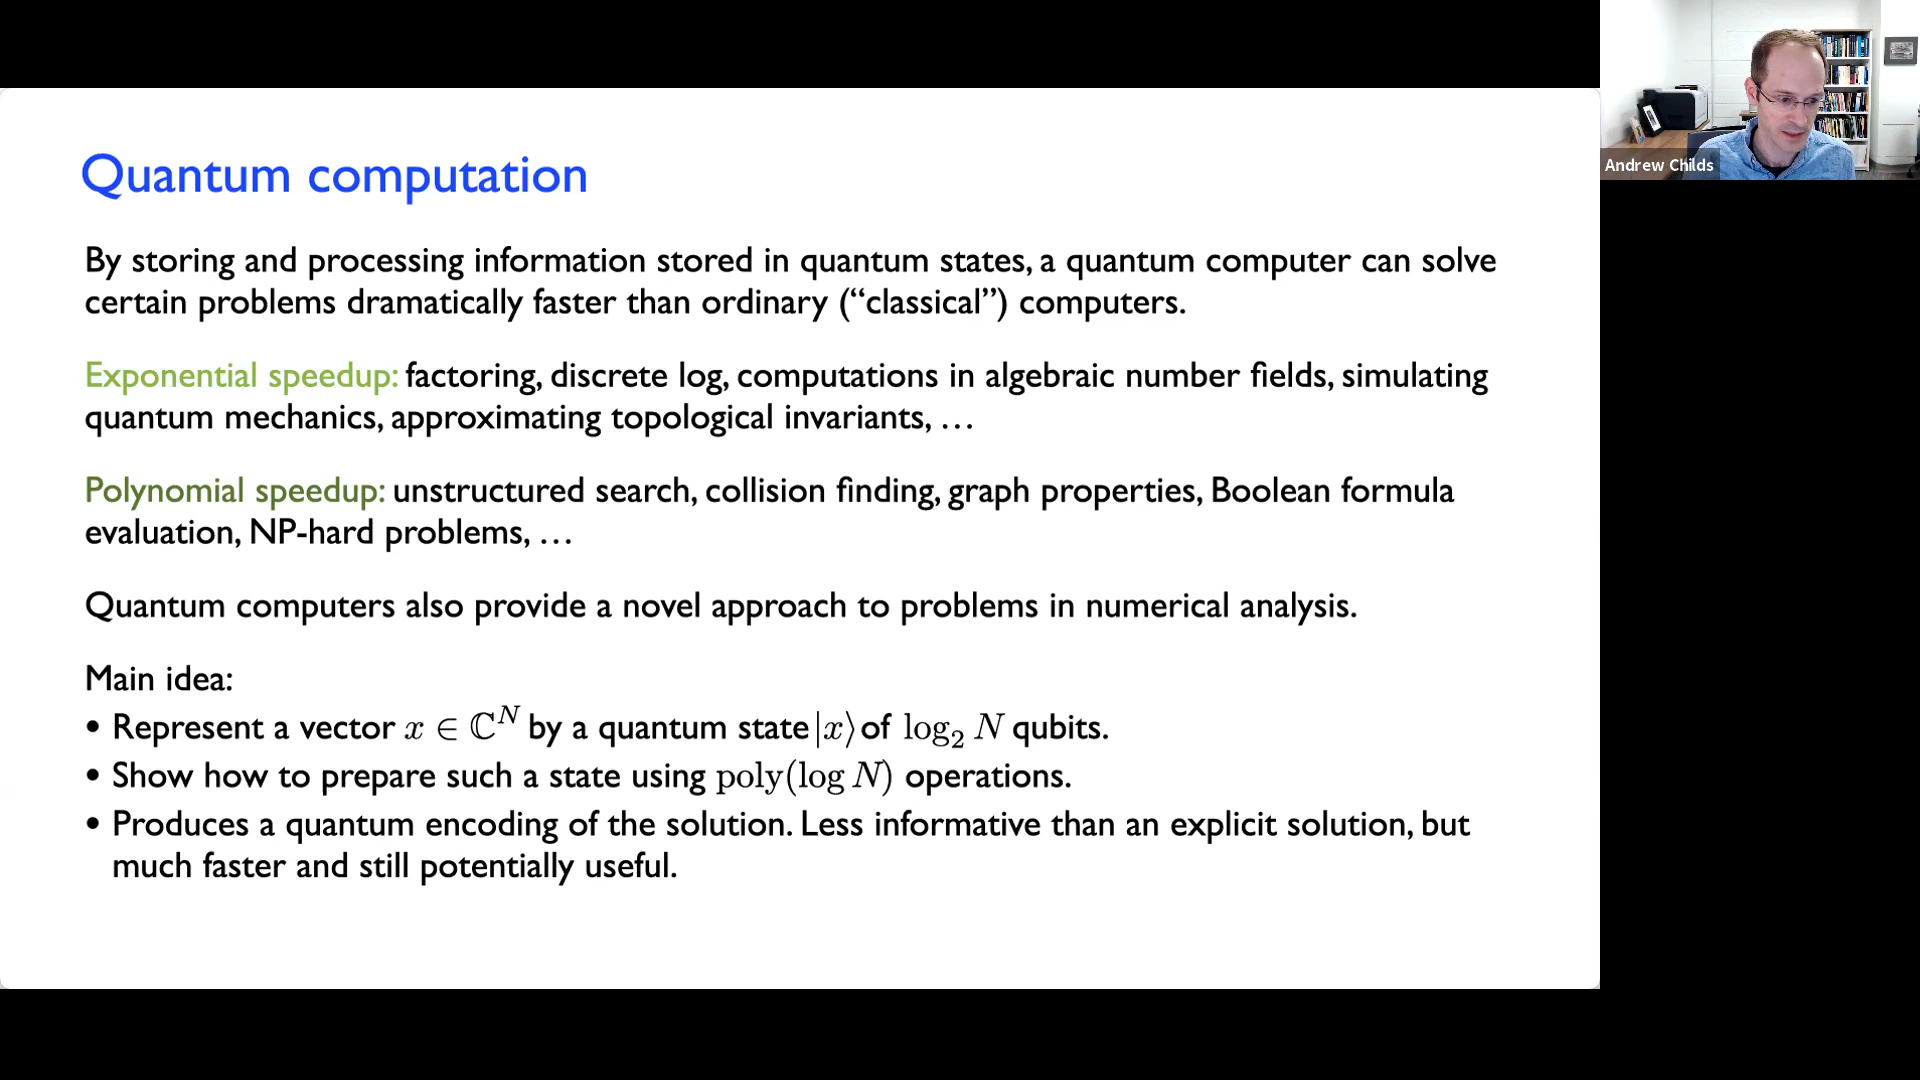 Quantum computation
By storing and processing information stored in quantum states, a quantum computer can solve
certain problems dramatically faster than ordinary (“classical”) computers.
Exponential speedup: factoring, discrete log, computations in algebraic number fields, simulating
quantum mechanics, approximating topological invariants, …
Polynomial speedup: unstructured search, collision finding, graph properties, Boolean formula
evaluation, NP-hard problems, …
Quantum computers also provide a novel approach to problems in numerical analysis.
Main idea:
• Represent a vector x ∈ ℂ^N by a quantum state |x⟩ of log₂ N qubits.
• Show how to prepare such a state using poly(log N) operations.
• Produces a quantum encoding of the solution. Less informative than an explicit solution, but
much faster and still potentially useful.
Andrew Childs